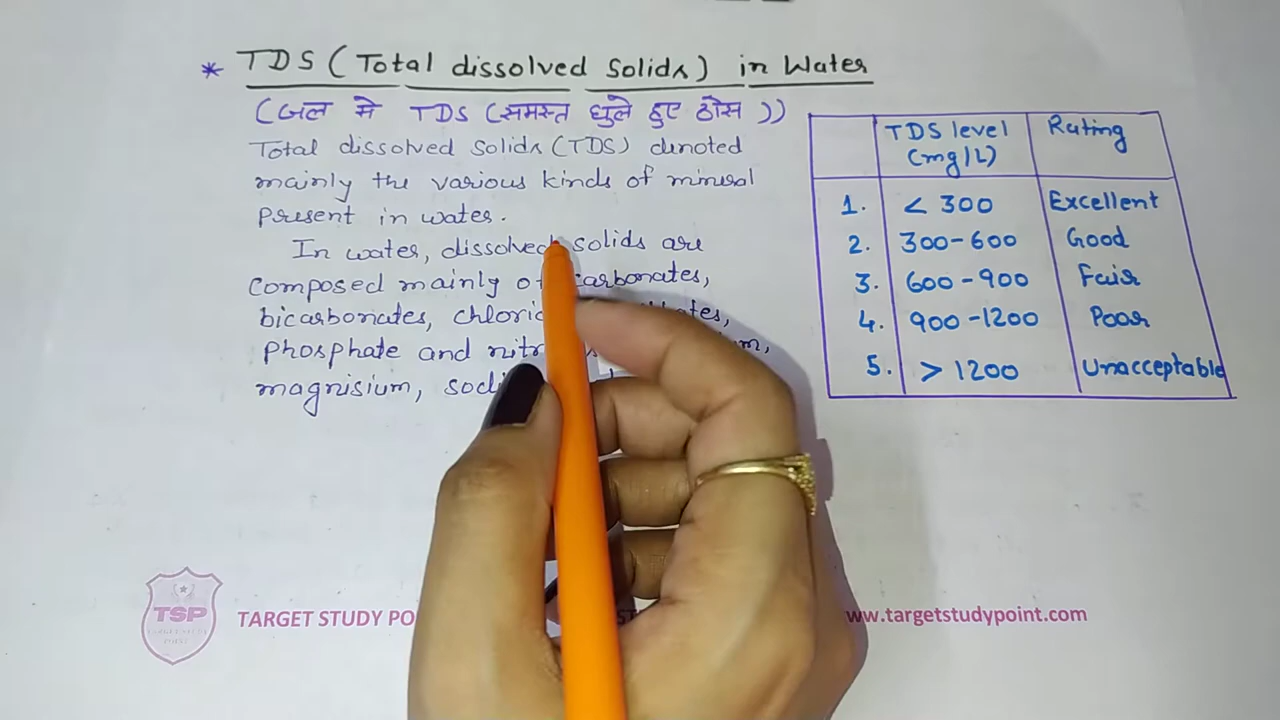 * TDS (Total dissolved Solids) in Water
(जल मे TDS (समस्त घुले हुए ठोस))
Total dissolved Solids (TDS) denoted
mainly the various kinds of mineral
present in water.
In water, dissolved solids are
composed mainly of carbonates,
bicarbonates,
Phosphate and
magnisium,
TDS level Rating
(mg/L)
1. < 300 Excellent
2. 300-600 Good
3. 600-900 Fair
4. 900-1200 Poor
5. > 1200 Unacceptable
TSP
TARGET STUDY
www.targetstudypoint.com